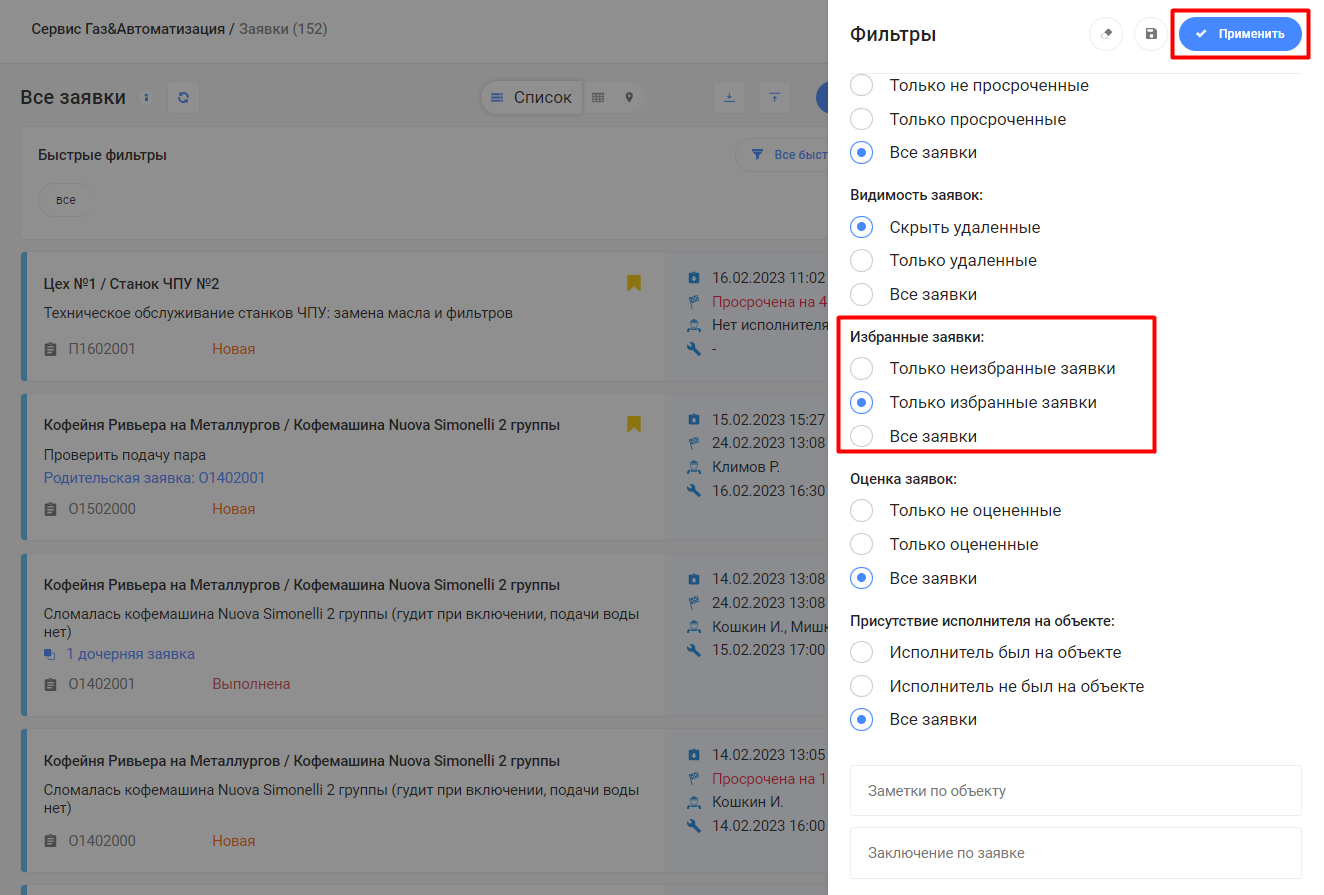 Сервис Газ&Автоматизация / Заявки (152)
Все заявки
Список
Быстрые фильтры
Все быст
все
Цех №1 / Станок ЧПУ №2
Техническое обслуживание станков ЧПУ: замена масла и фильтров
П1602001 Новая
16.02.2023 11:02
Просрочена на 4
Нет исполнителя
-
Кофейня Ривьера на Металлургов / Кофемашина Nuova Simonelli 2 группы
Проверить подачу пара
Родительская заявка: О1402001
О1502000 Новая
15.02.2023 15:27
24.02.2023 13:08
Климов Р.
16.02.2023 16:30
Кофейня Ривьера на Металлургов / Кофемашина Nuova Simonelli 2 группы
Сломалась кофемашина Nuova Simonelli 2 группы (гудит при включении, подачи воды
нет)
1 дочерняя заявка
О1402001 Выполнена
14.02.2023 13:08
24.02.2023 13:08
Кошкин И., Мишк
15.02.2023 17:00
Кофейня Ривьера на Металлургов / Кофемашина Nuova Simonelli 2 группы
Сломалась кофемашина Nuova Simonelli 2 группы (гудит при включении, подачи воды
нет)
О1402000 Новая
14.02.2023 13:05
Просрочена на 1
Кошкин И.
14.02.2023 16:00
Фильтры
Применить
Только не просроченные
Только просроченные
Все заявки
Видимость заявок:
Скрыть удаленные
Только удаленные
Все заявки
Избранные заявки:
Только неизбранные заявки
Только избранные заявки
Все заявки
Оценка заявок:
Только не оцененные
Только оцененные
Все заявки
Присутствие исполнителя на объекте:
Исполнитель был на объекте
Исполнитель не был на объекте
Все заявки
Заметки по объекту
Заключение по заявке